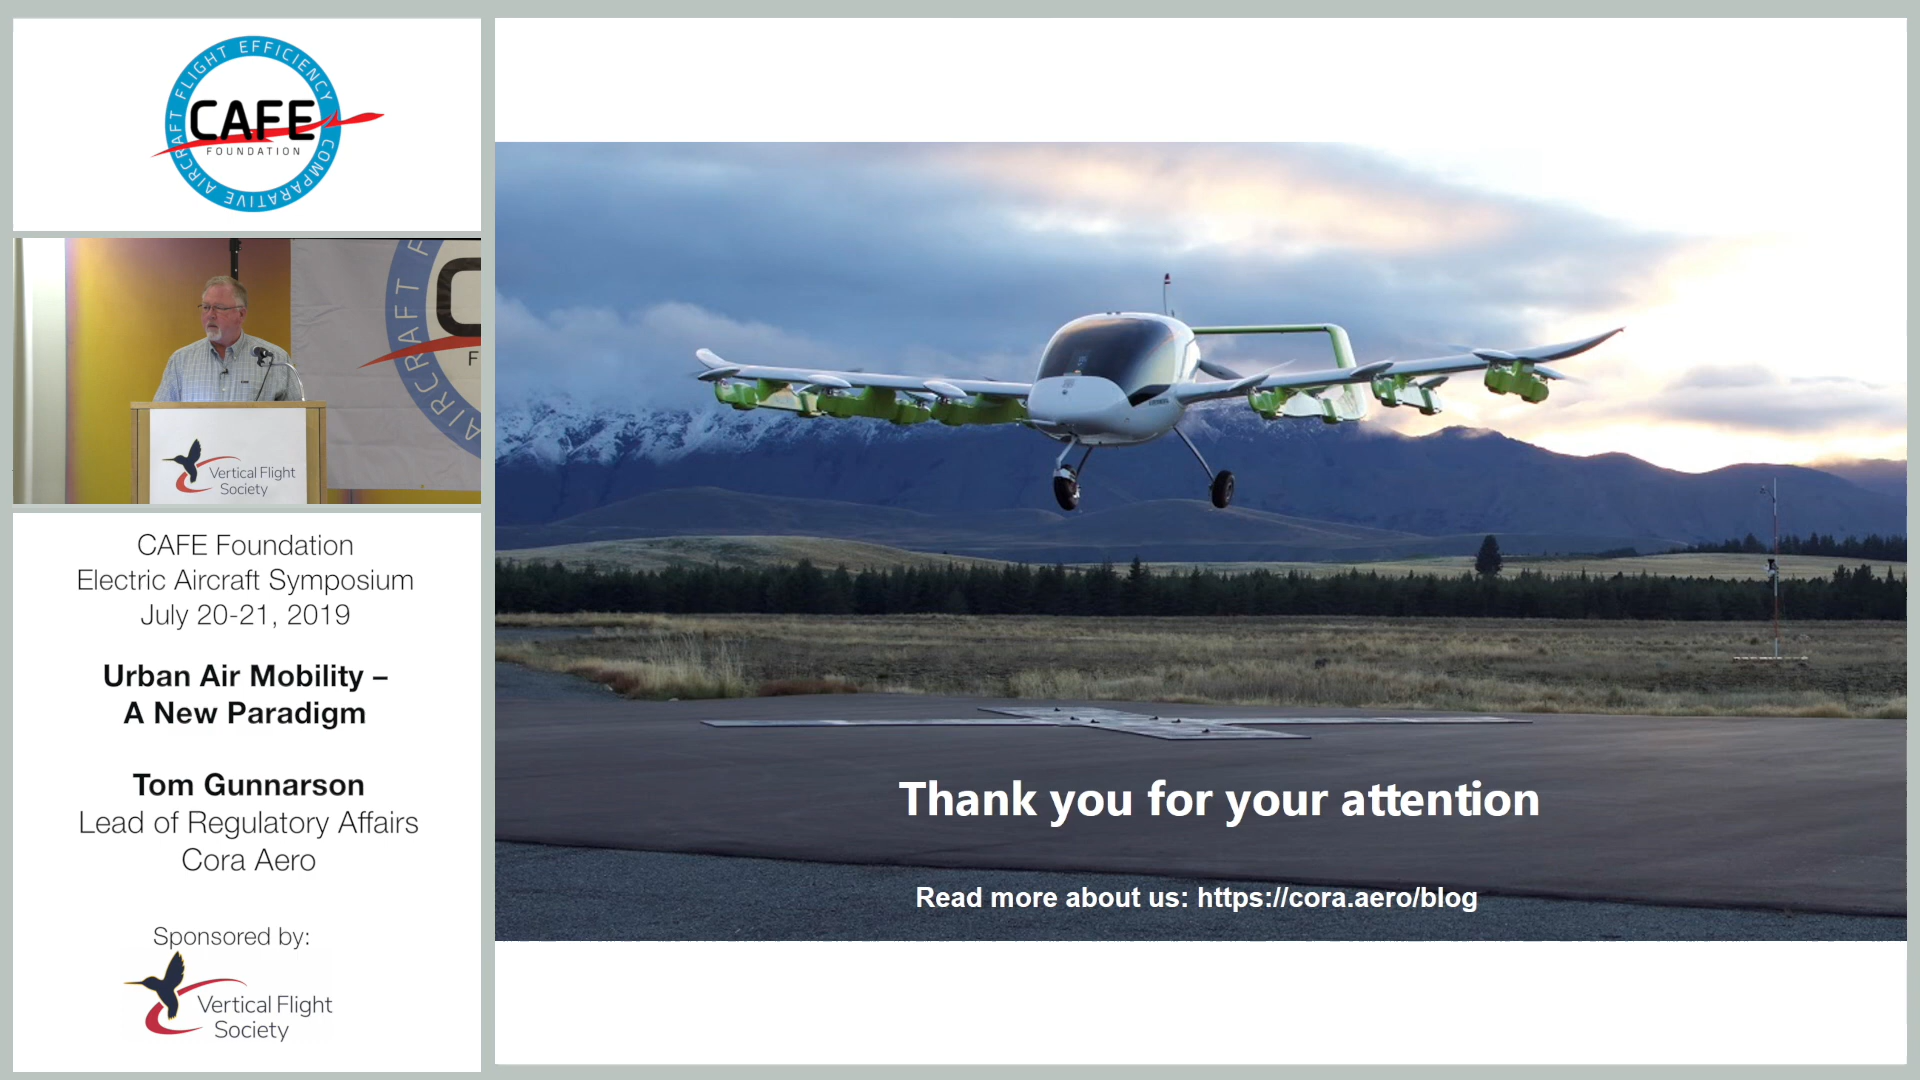 AIRCRAFT FLIGHT EFFICIENCY COMPARATIVE
CAFE
FOUNDATION
AIRCRAFT F
C
F
Vertical Flight
Society
CAFE Foundation
Electric Aircraft Symposium
July 20-21, 2019
Urban Air Mobility –
A New Paradigm
Tom Gunnarson
Lead of Regulatory Affairs
Cora Aero
Sponsored by:
Vertical Flight
Society
Thank you for your attention
Read more about us: https://cora.aero/blog